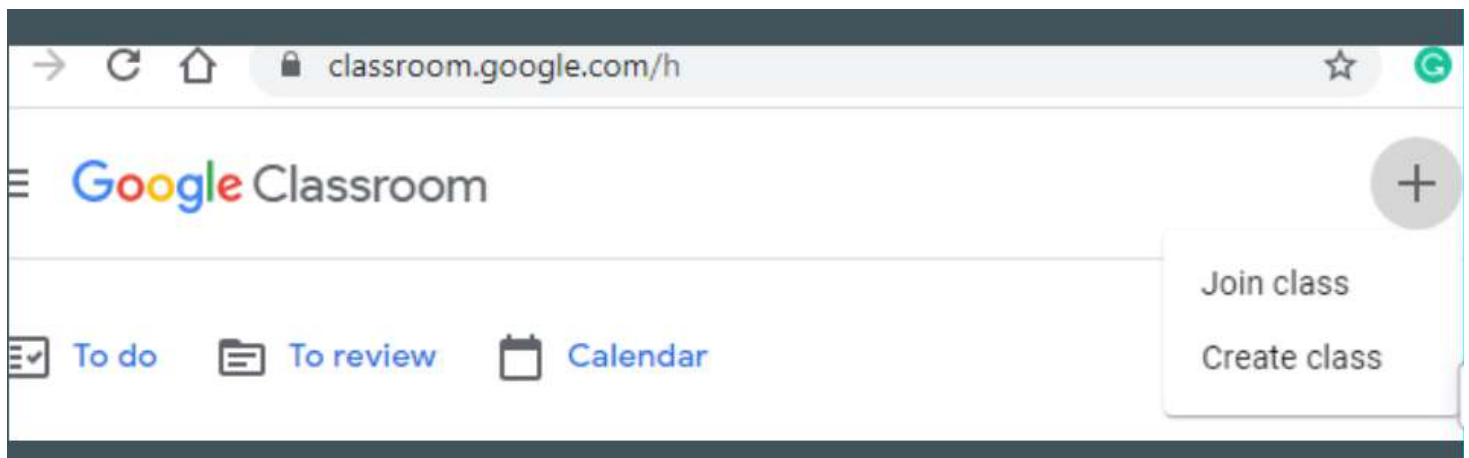 classroom.google.com/h
Google Classroom
Join class
Create class
To do To review Calendar